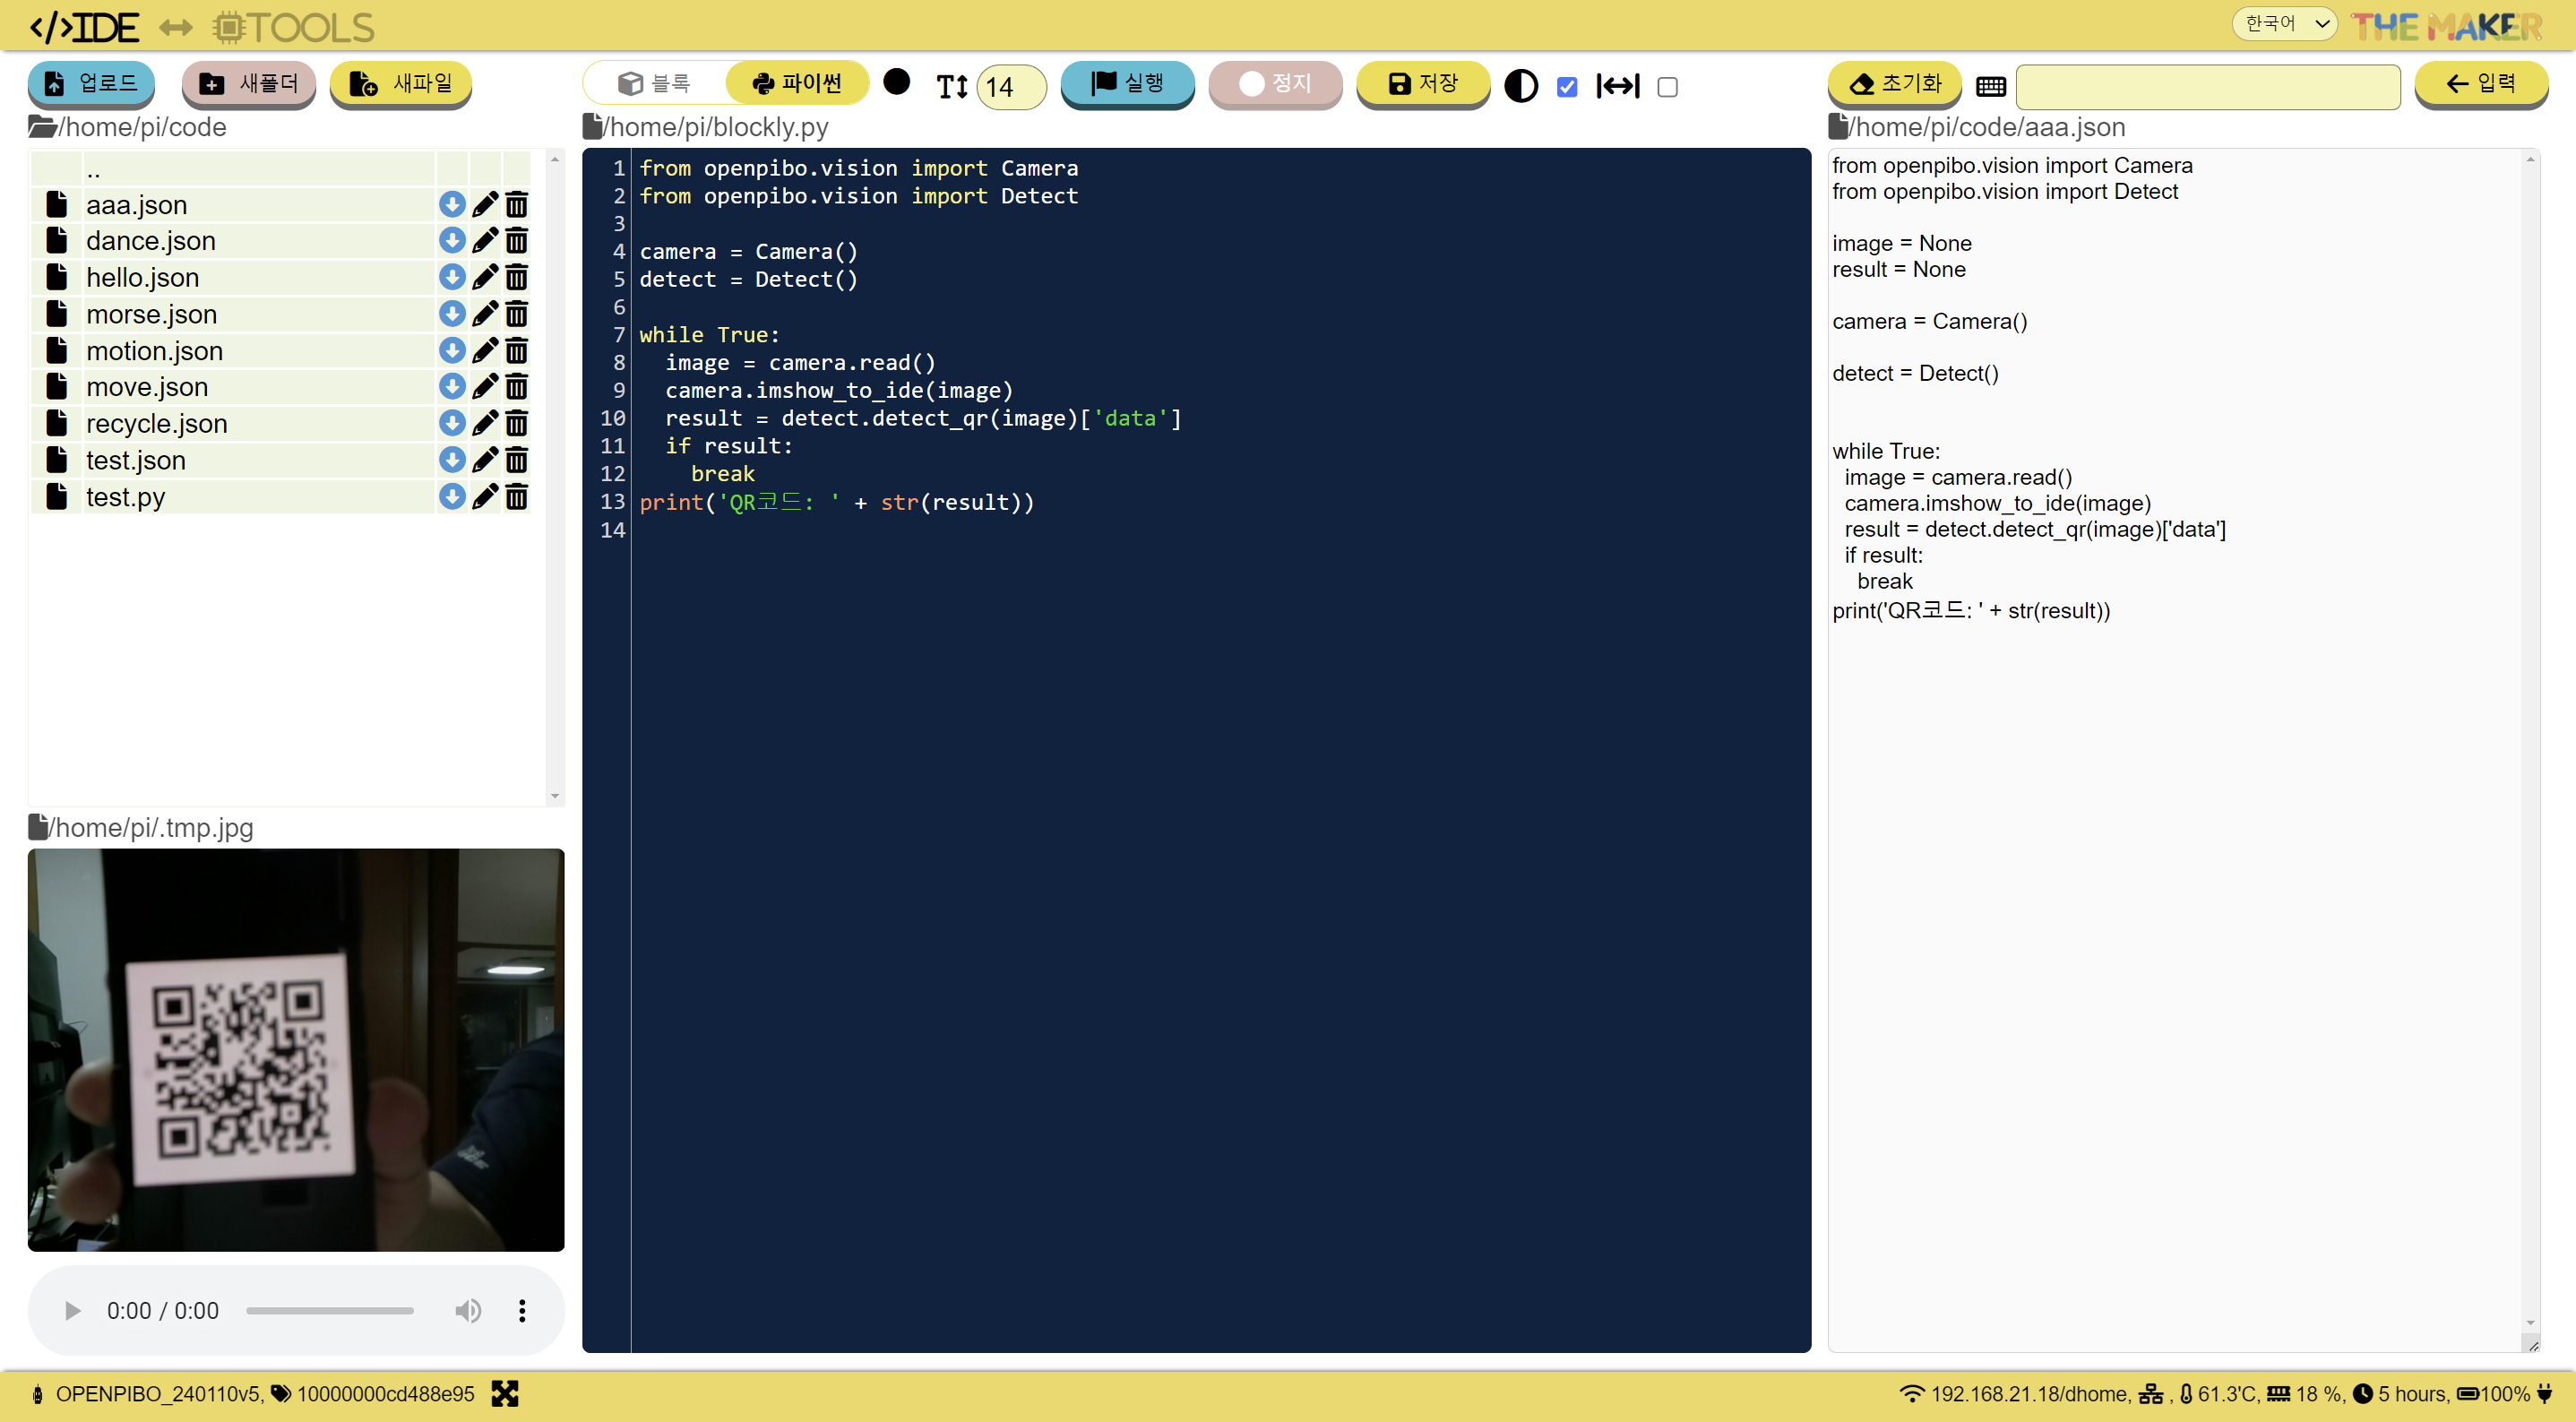 </>IDE ↔ TOOLS
한국어 THE MAKER
업로드 새폴더 새파일
/home/pi/code
..
aaa.json
dance.json
hello.json
morse.json
motion.json
move.json
recycle.json
test.json
test.py
/home/pi/.tmp.jpg
0:00 / 0:00
블록 파이썬 T 14 실행 정지 저장
/home/pi/blockly.py
1 from openpibo.vision import Camera
2 from openpibo.vision import Detect
3
4 camera = Camera()
5 detect = Detect()
6
7 while True:
8   image = camera.read()
9   camera.imshow_to_ide(image)
10   result = detect.detect_qr(image)['data']
11   if result:
12     break
13 print('QR코드: ' + str(result))
14
초기화 입력
/home/pi/code/aaa.json
from openpibo.vision import Camera
from openpibo.vision import Detect
image = None
result = None
camera = Camera()
detect = Detect()
while True:
  image = camera.read()
  camera.imshow_to_ide(image)
  result = detect.detect_qr(image)['data']
  if result:
    break
print('QR코드: ' + str(result))
OPENPIBO_240110v5, 10000000cd488e95
192.168.21.18/dhome, , 61.3'C, 18 %, 5 hours, 100%